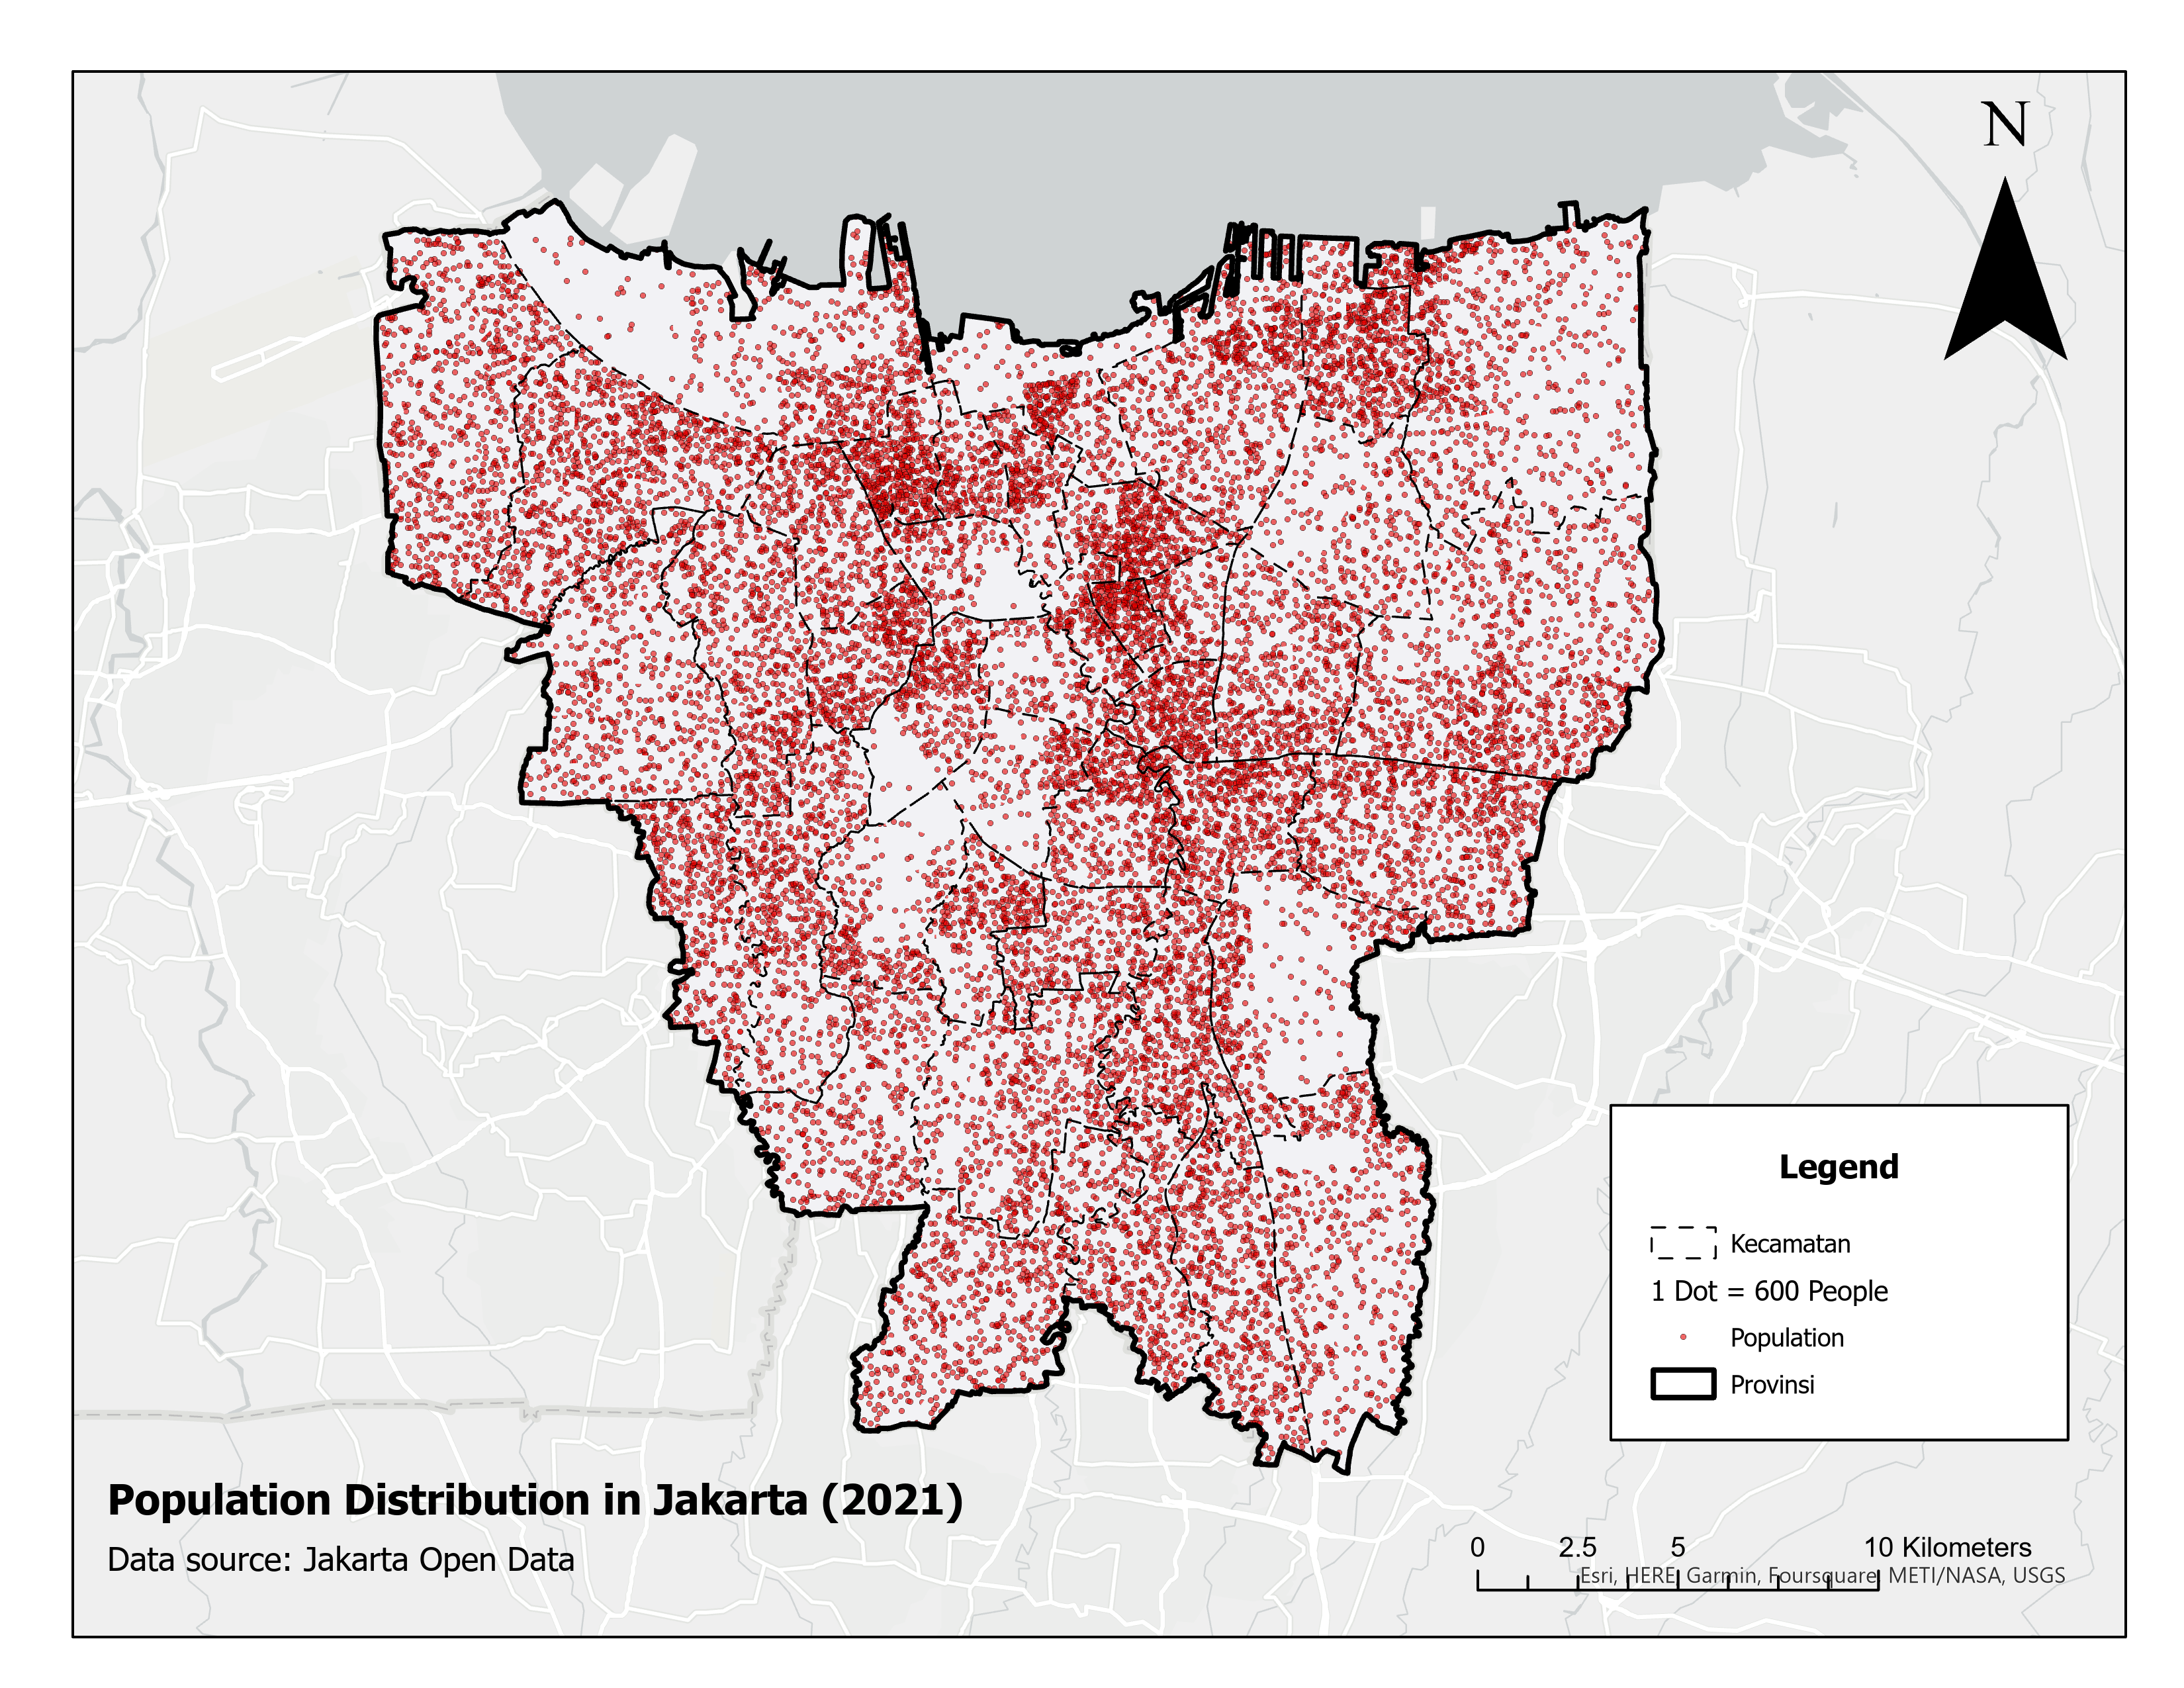 N
Legend
Kecamatan
1 Dot = 600 People
Population
Provinsi
Population Distribution in Jakarta (2021)
Data source: Jakarta Open Data
0 2.5 5 10 Kilometers
Esri, HERE, Garmin, Foursquare, METI/NASA, USGS